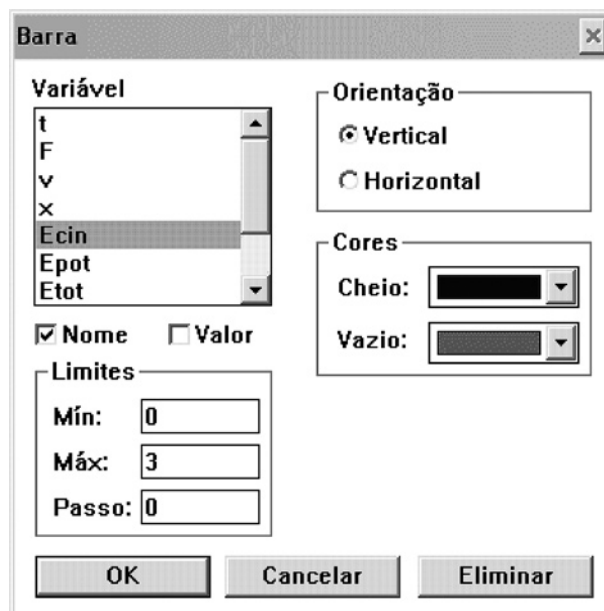 Barra
Variável
t
F
v
x
Ecin
Epot
Etot
Nome
Valor
Limites
Mín: 0
Máx: 3
Passo: 0
Orientação
Vertical
Horizontal
Cores
Cheio:
Vazio:
OK
Cancelar
Eliminar